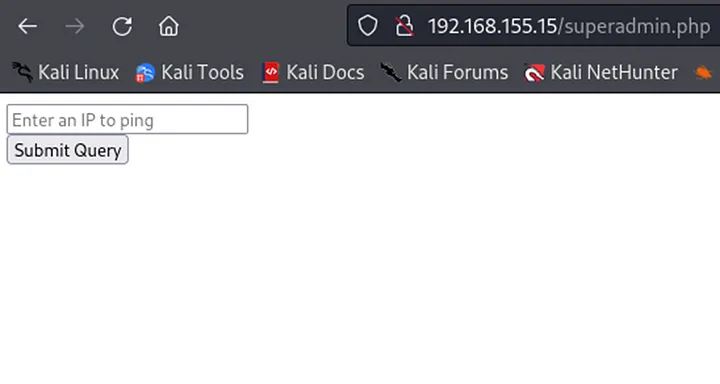 192.168.155.15/superadmin.php
Kali Linux Kali Tools Kali Docs Kali Forums Kali NetHunter
Enter an IP to ping
Submit Query